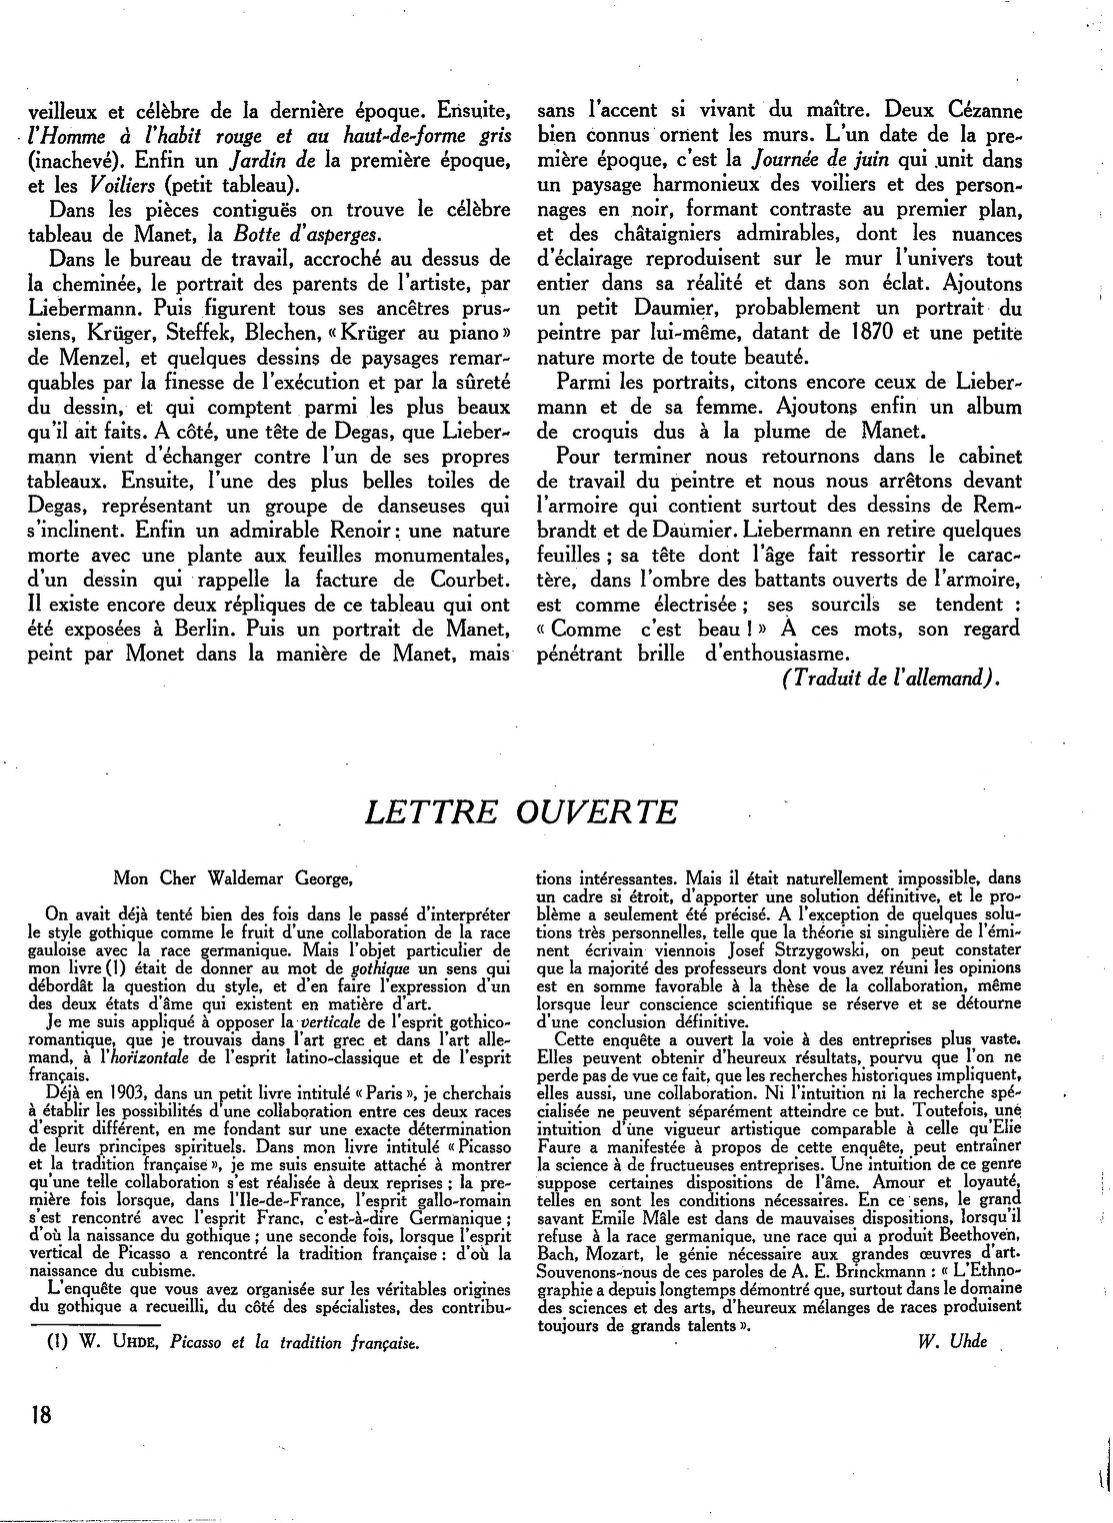 veilleux et célèbre de la dernière époque. Ensuite,
l'Homme à l'habit rouge et au haut-de-forme gris
(inachevé). Enfin un Jardin de la première époque,
et les Voiliers (petit tableau).
Dans les pièces contiguës on trouve le célèbre
tableau de Manet, la Botte d'asperges.
Dans le bureau de travail, accroché au dessus de
la cheminée, le portrait des parents de l'artiste, par
Liebermann. Puis figurent tous ses ancêtres prus-
siens, Krüger, Steffek, Blechen, « Krüger au piano »
de Menzel, et quelques dessins de paysages remar-
quables par la finesse de l'exécution et par la sûreté
du dessin, et qui comptent parmi les plus beaux
qu'il ait faits. A côté, une tête de Degas, que Lieber-
mann vient d'échanger contre l'un de ses propres
tableaux. Ensuite, l'une des plus belles toiles de
Degas, représentant un groupe de danseuses qui
s'inclinent. Enfin un admirable Renoir : une nature
morte avec une plante aux feuilles monumentales,
d'un dessin qui rappelle la facture de Courbet.
Il existe encore deux répliques de ce tableau qui ont
été exposées à Berlin. Puis un portrait de Manet,
peint par Monet dans la manière de Manet, mais
sans l'accent si vivant du maître. Deux Cézanne
bien connus ornent les murs. L'un date de la pre-
mière époque, c'est la Journée de juin qui unit dans
un paysage harmonieux des voiliers et des person-
nages en noir, formant contraste au premier plan,
et des châtaigniers admirables, dont les nuances
d'éclairage reproduisent sur le mur l'univers tout
entier dans sa réalité et dans son éclat. Ajoutons
un petit Daumier, probablement un portrait du
peintre par lui-même, datant de 1870 et une petite
nature morte de toute beauté.
Parmi les portraits, citons encore ceux de Lieber-
mann et de sa femme. Ajoutons enfin un album
de croquis dus à la plume de Manet.
Pour terminer nous retournons dans le cabinet
de travail du peintre et nous nous arrêtons devant
l'armoire qui contient surtout des dessins de Rem-
brandt et de Daumier. Liebermann en retire quelques
feuilles ; sa tête dont l'âge fait ressortir le carac-
tère, dans l'ombre des battants ouverts de l'armoire,
est comme électrisée ; ses sourcils se tendent :
« Comme c'est beau ! » A ces mots, son regard
pénétrant brille d'enthousiasme.
(Traduit de l'allemand).
LETTRE OUVERTE
Mon Cher Waldemar George,
On avait déjà tenté bien des fois dans le passé d'interpréter
le style gothique comme le fruit d'une collaboration de la race
gauloise avec la race germanique. Mais l'objet particulier de
mon livre (1) était de donner au mot de gothique un sens qui
débordât la question du style, et d'en faire l'expression d'un
des deux états d'âme qui existent en matière d'art.
Je me suis appliqué à opposer la verticale de l'esprit gothico-
romantique, que je trouvais dans l'art grec et dans l'art alle-
mand, à l'horizontale de l'esprit latino-classique et de l'esprit
français.
Déjà en 1903, dans un petit livre intitulé « Paris », je cherchais
à établir les possibilités d'une collaboration entre ces deux races
d'esprit différent, en me fondant sur une exacte détermination
de leurs principes spirituels. Dans mon livre intitulé « Picasso
et la tradition française », je me suis ensuite attaché à montrer
qu'une telle collaboration s'est réalisée à deux reprises ; la pre-
mière fois lorsque, dans l'Ile-de-France, l'esprit gallo-romain
s'est rencontré avec l'esprit Franc, c'est-à-dire Germanique ;
d'où la naissance du gothique ; une seconde fois, lorsque l'esprit
vertical de Picasso a rencontré la tradition française : d'où la
naissance du cubisme.
L'enquête que vous avez organisée sur les véritables origines
du gothique a recueilli, du côté des spécialistes, des contribu-
(1) W. UHDE, Picasso et la tradition française.
tions intéressantes. Mais il était naturellement impossible, dans
un cadre si étroit, d'apporter une solution définitive, et le pro-
blème a seulement été précisé. A l'exception de quelques solu-
tions très personnelles, telle que la théorie si singulière de l'émi-
nent écrivain viennois Josef Strzygowski, on peut constater
que la majorité des professeurs dont vous avez réuni les opinions
est en somme favorable à la thèse de la collaboration, même
lorsque leur conscience scientifique se réserve et se détourne
d'une conclusion définitive.
Cette enquête a ouvert la voie à des entreprises plus vaste.
Elles peuvent obtenir d'heureux résultats, pourvu que l'on ne
perde pas de vue ce fait, que les recherches historiques impliquent,
elles aussi, une collaboration. Ni l'intuition ni la recherche spé-
cialisée ne peuvent séparément atteindre ce but. Toutefois, une
intuition d'une vigueur artistique comparable à celle qu'Elie
Faure a manifestée à propos de cette enquête, peut entraîner
la science à de fructueuses entreprises. Une intuition de ce genre
suppose certaines dispositions de l'âme. Amour et loyauté,
telles en sont les conditions nécessaires. En ce sens, le grand
savant Emile Mâle est dans de mauvaises dispositions, lorsqu'il
refuse à la race germanique, une race qui a produit Beethoven,
Bach, Mozart, le génie nécessaire aux grandes œuvres d'art.
Souvenons-nous de ces paroles de A. E. Brinckmann : « L'Ethno-
graphie a depuis longtemps démontré que, surtout dans le domaine
des sciences et des arts, d'heureux mélanges de races produisent
toujours de grands talents ».
W. Uhde
18